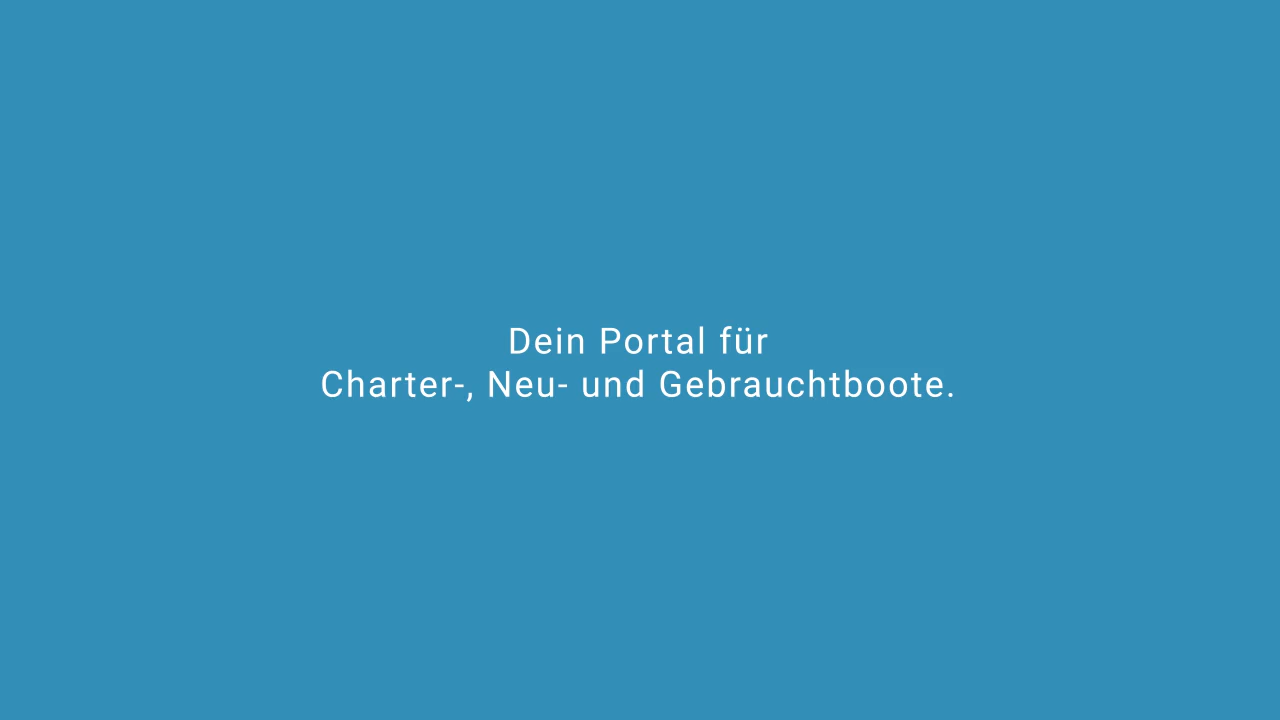 Dein Portal für
Charter-, Neu- und Gebrauchtboote.